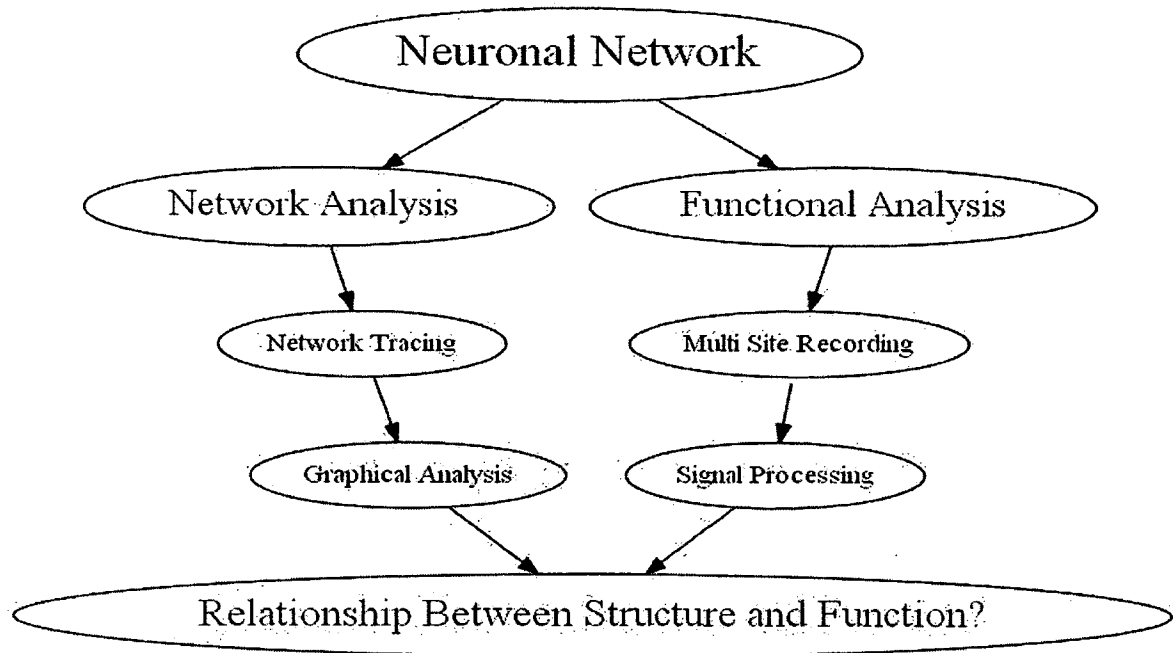 Neuronal Network
Network Analysis
Functional Analysis
Network Tracing
Multi Site Recording
Graphical Analysis
Signal Processing
Relationship Between Structure and Function?